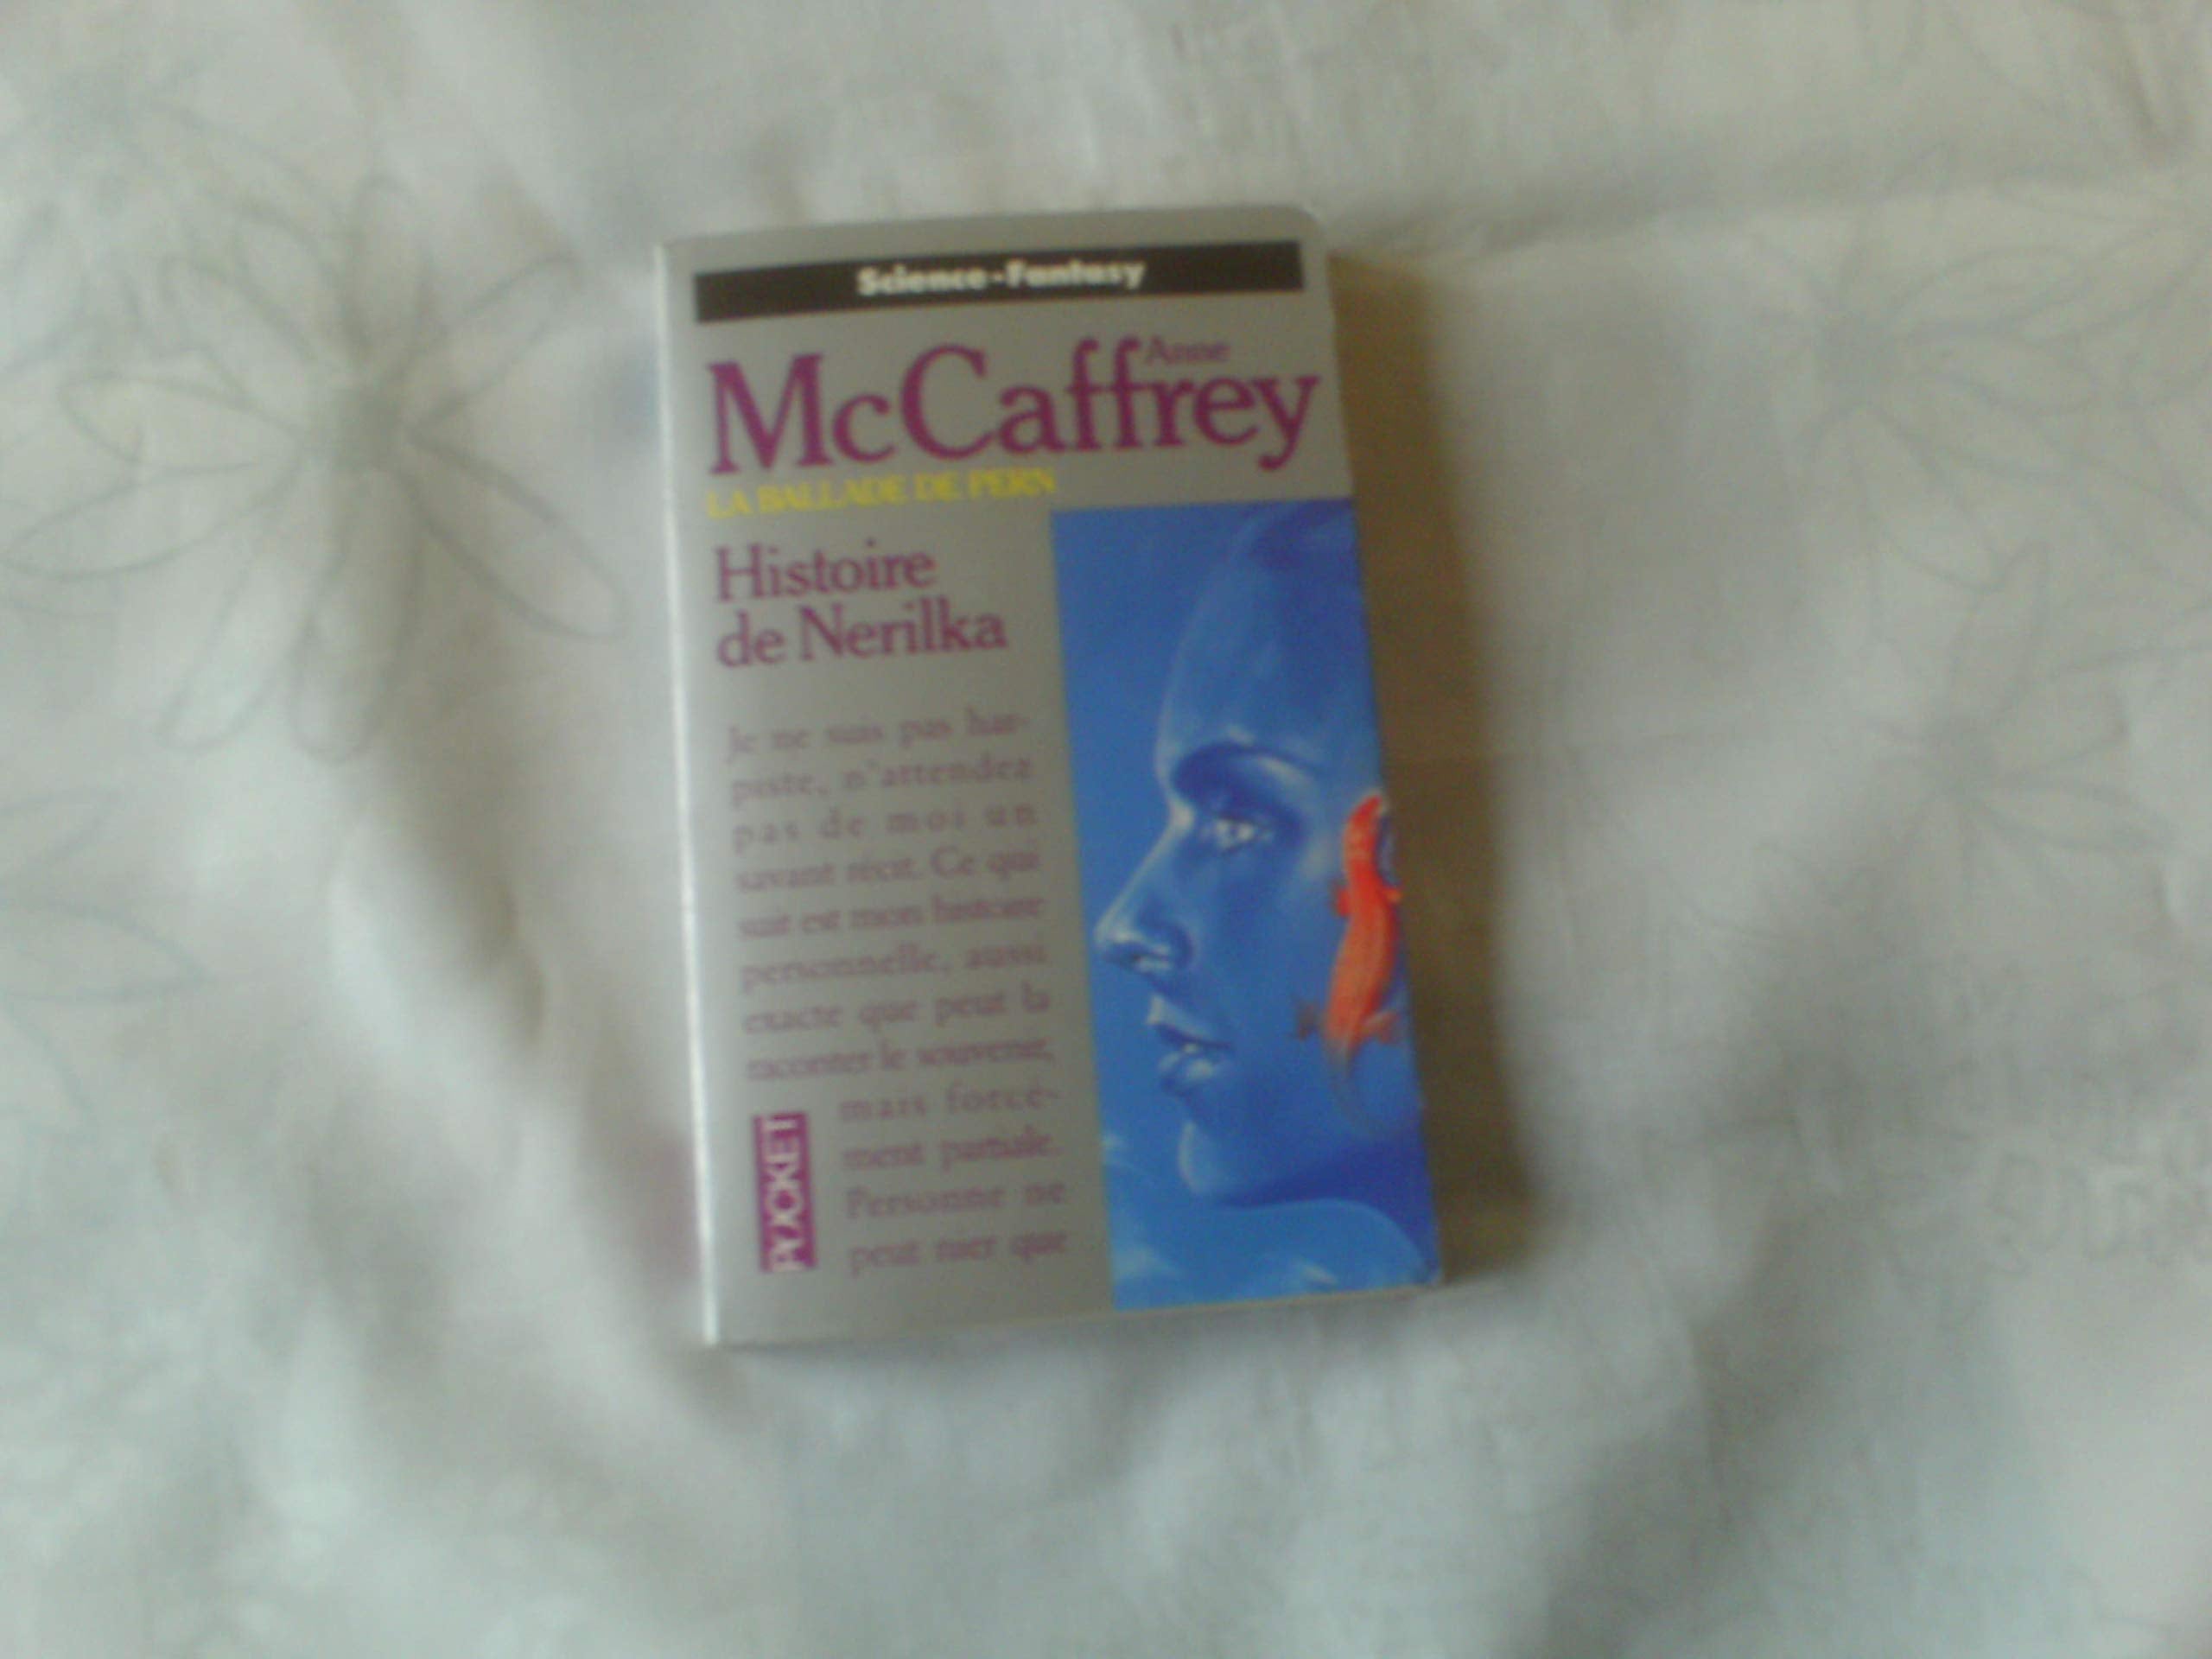 Science-Fantasy
Anne
McCaffrey
LA BALLADE DE PERN
Histoire
de Nerilka
Je ne suis pas har-
piste, n'attendez
pas de moi un
savant récit. Ce qui
suit est mon histoire
personnelle, aussi
exacte que peut la
raconter le souvenir,
mais forcé-
ment partiale.
Personne ne
peut nier que
POCKET